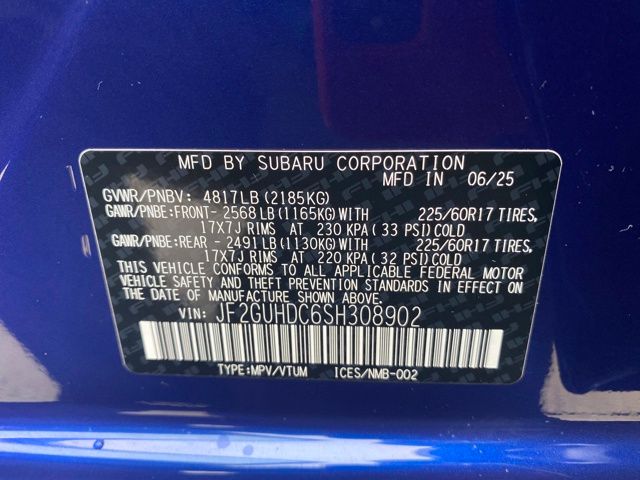 MFD BY SUBARU CORPORATION
MFD IN 06/25
GVWR/PNBV: 4817LB (2185KG)
GAWR/PNBE:FRONT- 2568 LB (1165KG) WITH 225/60R17 TIRES,
17X7J RIMS AT 230 KPA ( 33 PSI) COLD
GAWR/PNBE:REAR - 2491 LB (1130KG) WITH 225/60R17 TIRES,
17X7J RIMS AT 220 KPA ( 32 PSI) COLD
THIS VEHICLE CONFORMS TO ALL APPLICABLE FEDERAL MOTOR
VEHICLE SAFETY AND THEFT PREVENTION STANDARDS IN EFFECT
ON THE DATE OF MANUFACTURE SHOWN ABOVE.
VIN: JF2GUHDC6SH308902
TYPE:MPV/VTUM ICES/NMB-002